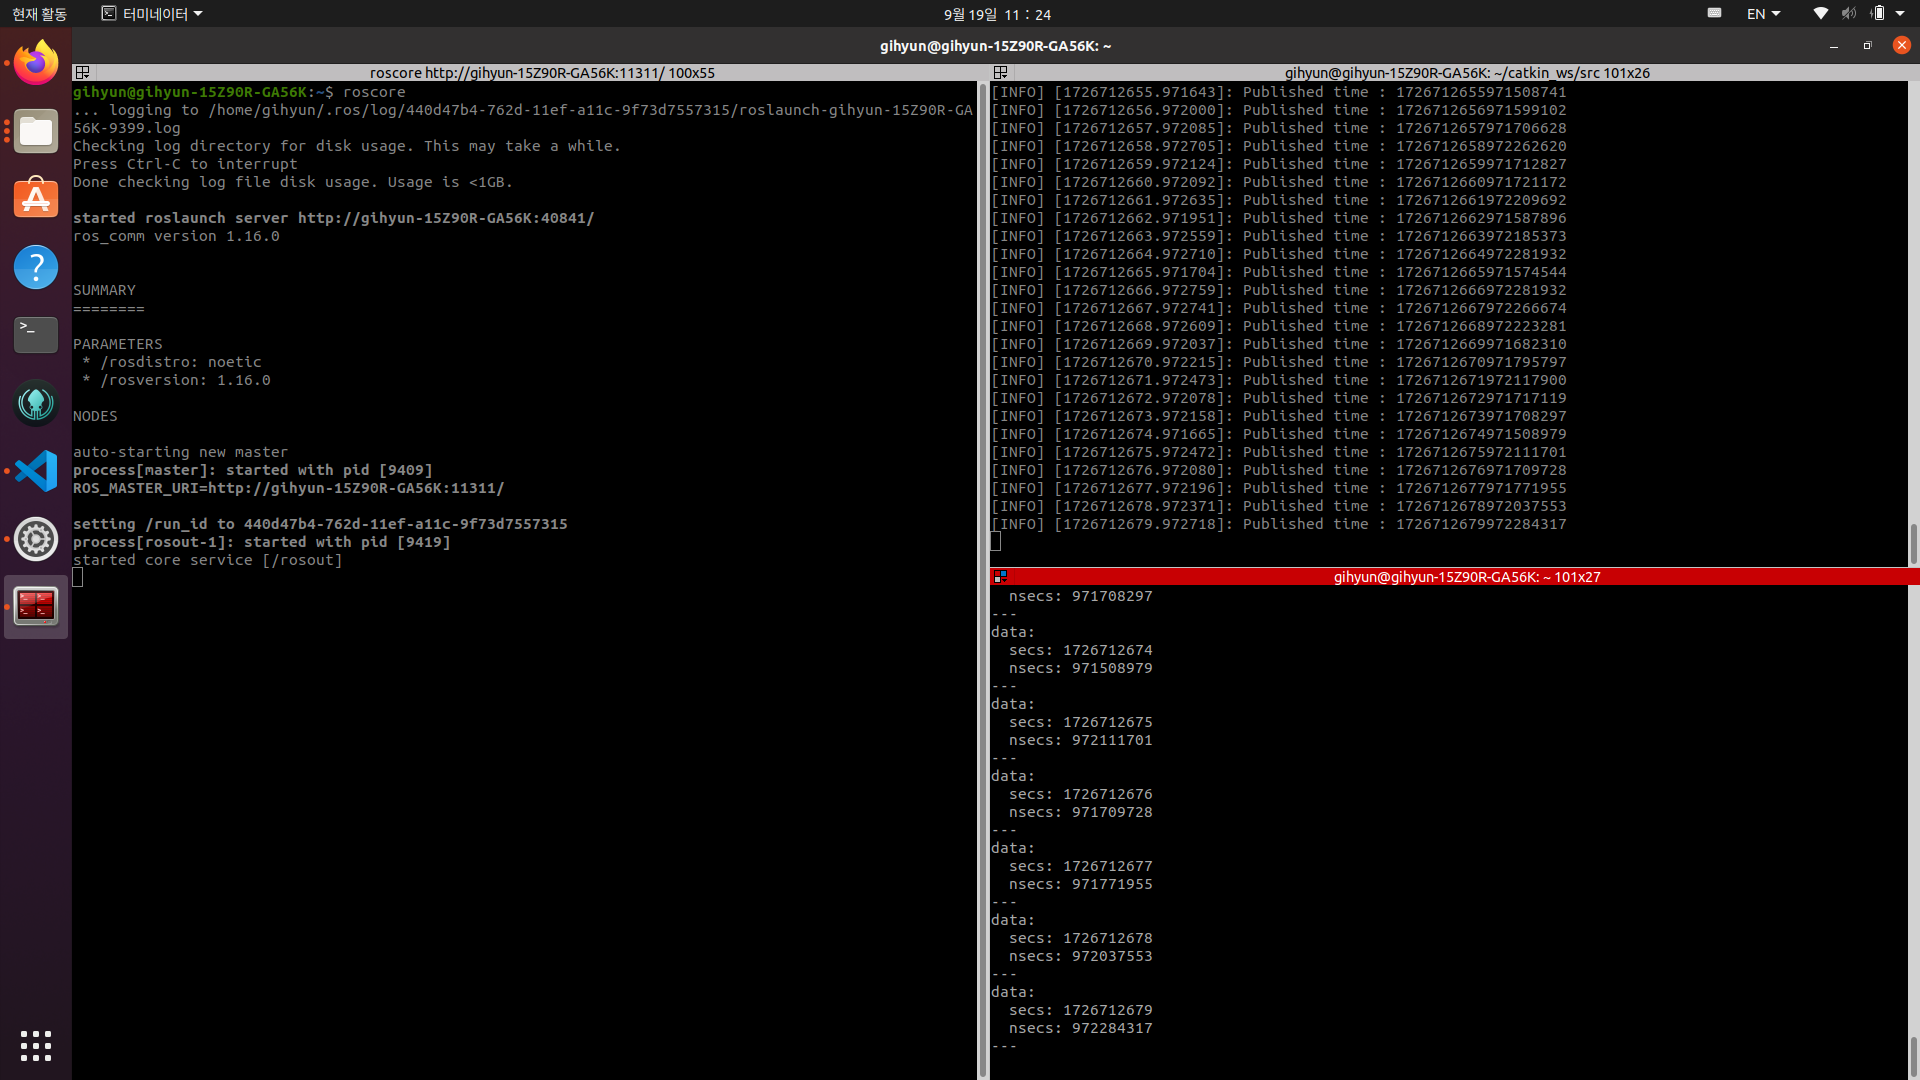 현재 활동
터미네이터
9월 19일 11 : 24
EN
gihyun@gihyun-15Z90R-GA56K: ~
roscore http://gihyun-15Z90R-GA56K:11311/ 100x55
gihyun@gihyun-15Z90R-GA56K:~$ roscore
... logging to /home/gihyun/.ros/log/440d47b4-762d-11ef-a11c-9f73d7557315/roslaunch-gihyun-15Z90R-GA
56K-9399.log
Checking log directory for disk usage. This may take a while.
Press Ctrl-C to interrupt
Done checking log file disk usage. Usage is <1GB.
started roslaunch server http://gihyun-15Z90R-GA56K:40841/
ros_comm version 1.16.0
SUMMARY
========
PARAMETERS
* /rosdistro: noetic
* /rosversion: 1.16.0
NODES
auto-starting new master
process[master]: started with pid [9409]
ROS_MASTER_URI=http://gihyun-15Z90R-GA56K:11311/
setting /run_id to 440d47b4-762d-11ef-a11c-9f73d7557315
process[rosout-1]: started with pid [9419]
started core service [/rosout]
gihyun@gihyun-15Z90R-GA56K: ~/catkin_ws/src 101x26
[INFO] [1726712655.971643]: Published time : 1726712655971508741
[INFO] [1726712656.972000]: Published time : 1726712656971599102
[INFO] [1726712657.972085]: Published time : 1726712657971706628
[INFO] [1726712658.972705]: Published time : 1726712658972262620
[INFO] [1726712659.972124]: Published time : 1726712659971712827
[INFO] [1726712660.972092]: Published time : 1726712660971721172
[INFO] [1726712661.972635]: Published time : 1726712661972209692
[INFO] [1726712662.971951]: Published time : 1726712662971587896
[INFO] [1726712663.972559]: Published time : 1726712663972185373
[INFO] [1726712664.972710]: Published time : 1726712664972281932
[INFO] [1726712665.971704]: Published time : 1726712665971574544
[INFO] [1726712666.972759]: Published time : 1726712666972281932
[INFO] [1726712667.972741]: Published time : 1726712667972266674
[INFO] [1726712668.972609]: Published time : 1726712668972223281
[INFO] [1726712669.972037]: Published time : 1726712669971682310
[INFO] [1726712670.972215]: Published time : 1726712670971795797
[INFO] [1726712671.972473]: Published time : 1726712671972117900
[INFO] [1726712672.972078]: Published time : 1726712672971717119
[INFO] [1726712673.972158]: Published time : 1726712673971708297
[INFO] [1726712674.971665]: Published time : 1726712674971508979
[INFO] [1726712675.972472]: Published time : 1726712675972111701
[INFO] [1726712676.972080]: Published time : 1726712676971709728
[INFO] [1726712677.972196]: Published time : 1726712677971771955
[INFO] [1726712678.972371]: Published time : 1726712678972037553
[INFO] [1726712679.972718]: Published time : 1726712679972284317
gihyun@gihyun-15Z90R-GA56K: ~ 101x27
nsecs: 971708297
---
data:
secs: 1726712674
nsecs: 971508979
---
data:
secs: 1726712675
nsecs: 972111701
---
data:
secs: 1726712676
nsecs: 971709728
---
data:
secs: 1726712677
nsecs: 971771955
---
data:
secs: 1726712678
nsecs: 972037553
---
data:
secs: 1726712679
nsecs: 972284317
---